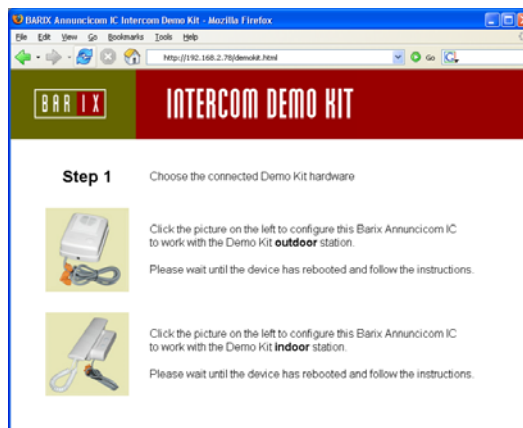 BARIX Annuncicom IC Intercom Demo Kit - Mozilla Firefox
File Edit View Go Bookmarks Tools Help
http://192.168.2.78/demokit.html Go
BARIX INTERCOM DEMO KIT
Step 1 Choose the connected Demo Kit hardware
Click the picture on the left to configure this Barix Annuncicom IC
to work with the Demo Kit outdoor station.
Please wait until the device has rebooted and follow the instructions.
Click the picture on the left to configure this Barix Annuncicom IC
to work with the Demo Kit indoor station.
Please wait until the device has rebooted and follow the instructions.